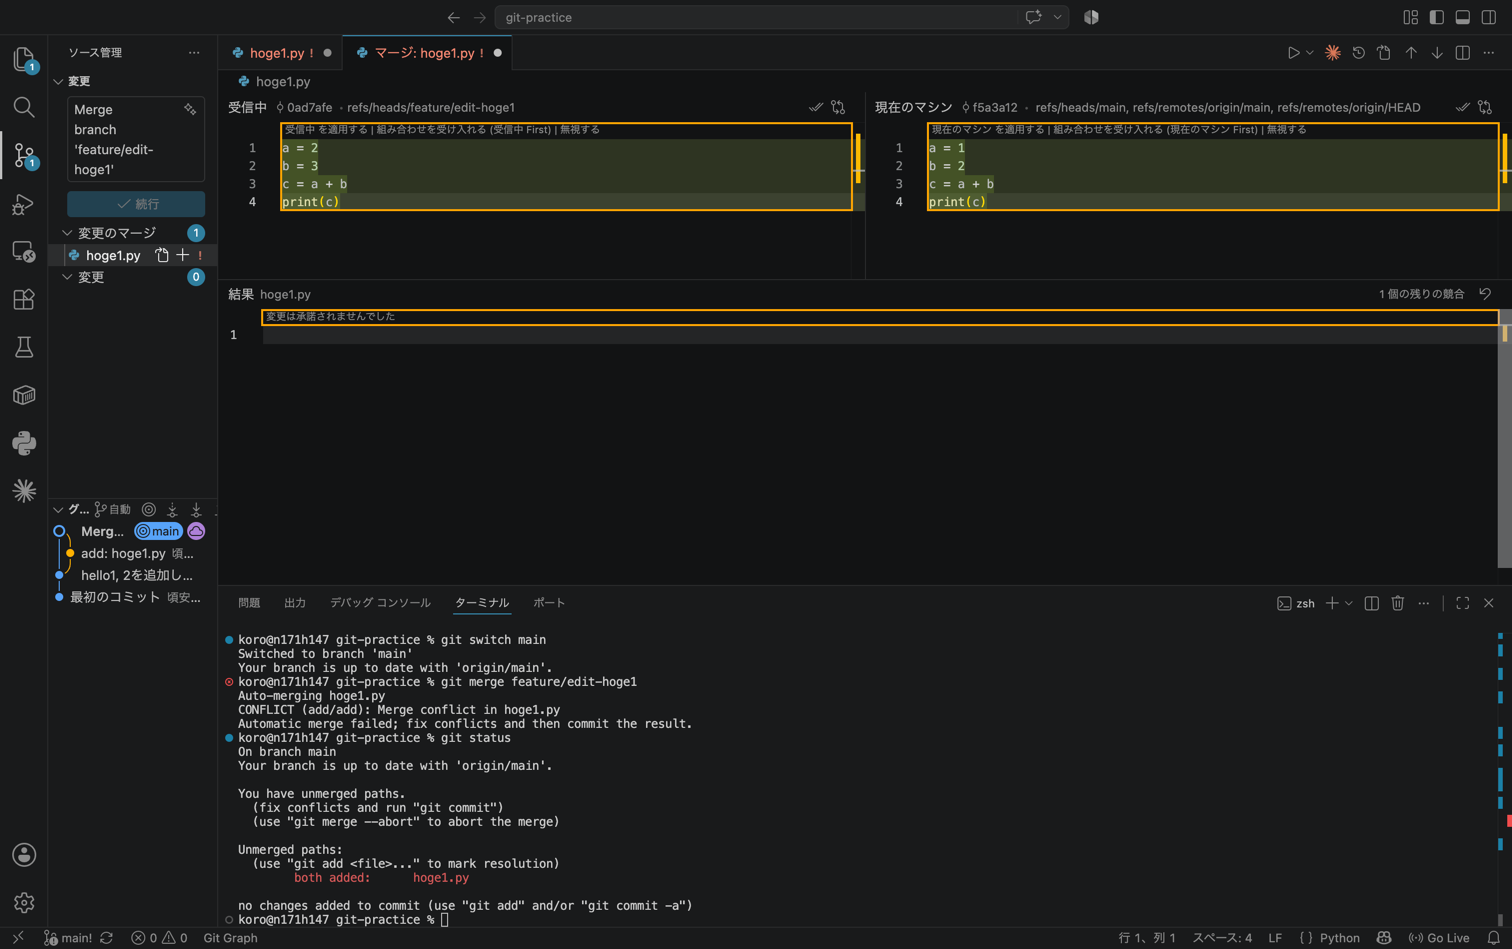 git-practice
1
ソース管理
変更
Merge
branch
'feature/edit-
hoge1'
続行
変更のマージ 1
hoge1.py !
変更 0
1
グ... 自動
Merg... main
add: hoge1.py 頃...
hello1, 2を追加し...
最初のコミット 頃安...
hoge1.py !
マージ: hoge1.py !
hoge1.py
受信中 0ad7afe • refs/heads/feature/edit-hoge1
受信中 を適用する | 組み合わせを受け入れる (受信中 First) | 無視する
1 a = 2
2 b = 3
3 c = a + b
4 print(c)
現在のマシン f5a3a12 • refs/heads/main, refs/remotes/origin/main, refs/remotes/origin/HEAD
現在のマシン を適用する | 組み合わせを受け入れる (現在のマシン First) | 無視する
1 a = 1
2 b = 2
3 c = a + b
4 print(c)
結果 hoge1.py
1 個の残りの競合
変更は承諾されませんでした
1
問題 出力 デバッグ コンソール ターミナル ポート
zsh
koro@n171h147 git-practice % git switch main
Switched to branch 'main'
Your branch is up to date with 'origin/main'.
koro@n171h147 git-practice % git merge feature/edit-hoge1
Auto-merging hoge1.py
CONFLICT (add/add): Merge conflict in hoge1.py
Automatic merge failed; fix conflicts and then commit the result.
koro@n171h147 git-practice % git status
On branch main
Your branch is up to date with 'origin/main'.
You have unmerged paths.
(fix conflicts and run "git commit")
(use "git merge --abort" to abort the merge)
Unmerged paths:
(use "git add <file>..." to mark resolution)
both added: hoge1.py
no changes added to commit (use "git add" and/or "git commit -a")
koro@n171h147 git-practice %
main! 0 0 Git Graph
行 1、列 1 スペース: 4 LF { } Python Go Live